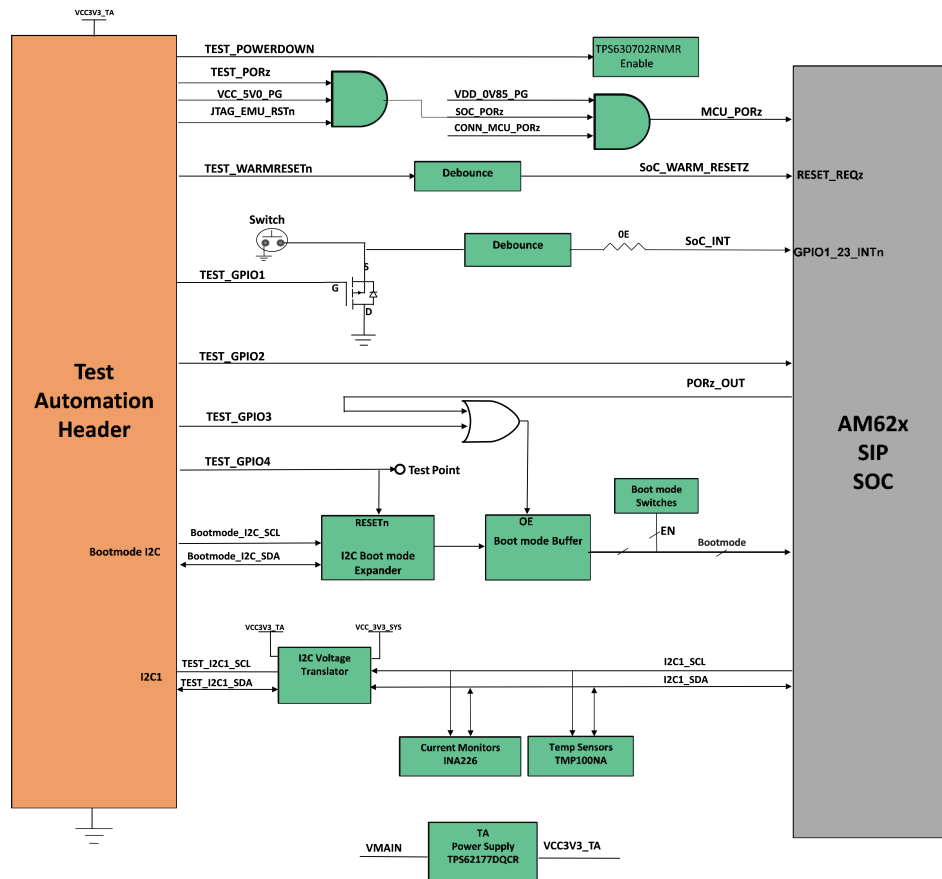 VCC3V3_TA
TEST_POWERDOWN
TPS630702RNMR
Enable
TEST_PORz
VCC_5V0_PG
JTAG_EMU_RSTn
VDD_0V85_PG
SOC_PORz
CONN_MCU_PORz
MCU_PORz
TEST_WARMRESETn
Debounce
SoC_WARM_RESETZ
RESET_REQz
Switch
Debounce
0E
SoC_INT
GPIO1_23_INTn
TEST_GPIO1
S
G
D
TEST_GPIO2
Test
Automation
Header
PORz_OUT
TEST_GPIO3
AM62x
SIP
SOC
TEST_GPIO4
Test Point
Boot mode
Switches
RESETn
I2C Boot mode
Expander
OE
Boot mode Buffer
EN
Bootmode
Bootmode I2C
Bootmode_I2C_SCL
Bootmode_I2C_SDA
VCC3V3_TA
VCC_3V3_SYS
I2C Voltage
Translator
I2C1
TEST_I2C1_SCL
TEST_I2C1_SDA
I2C1_SCL
I2C1_SDA
Current Monitors
INA226
Temp Sensors
TMP100NA
VMAIN
TA
Power Supply
TPS62177DQCR
VCC3V3_TA